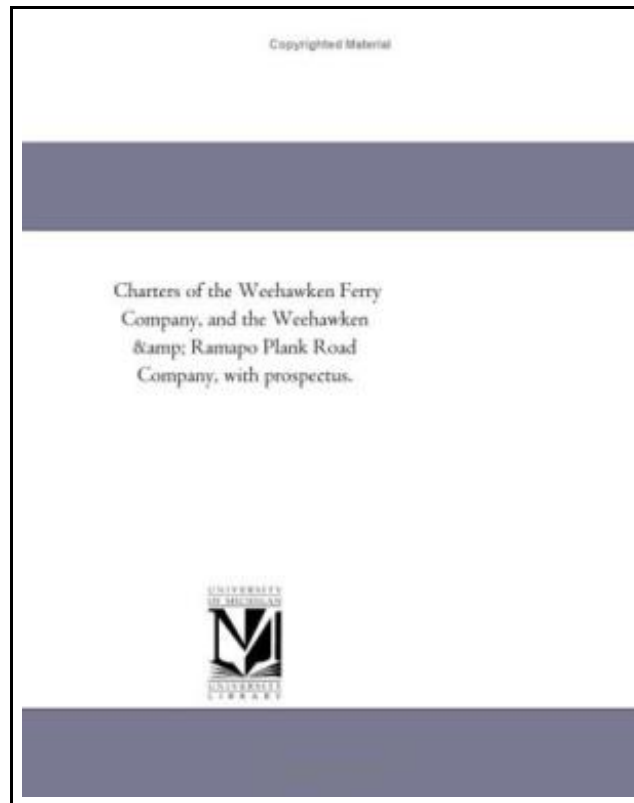 Copyrighted Material
Charters of the Weehawken Ferry
Company, and the Weehawken
&amp; Ramapo Plank Road
Company, with prospectus.
UNIVERSITY
OF MICHIGAN
UNIVERSITY
LIBRARY